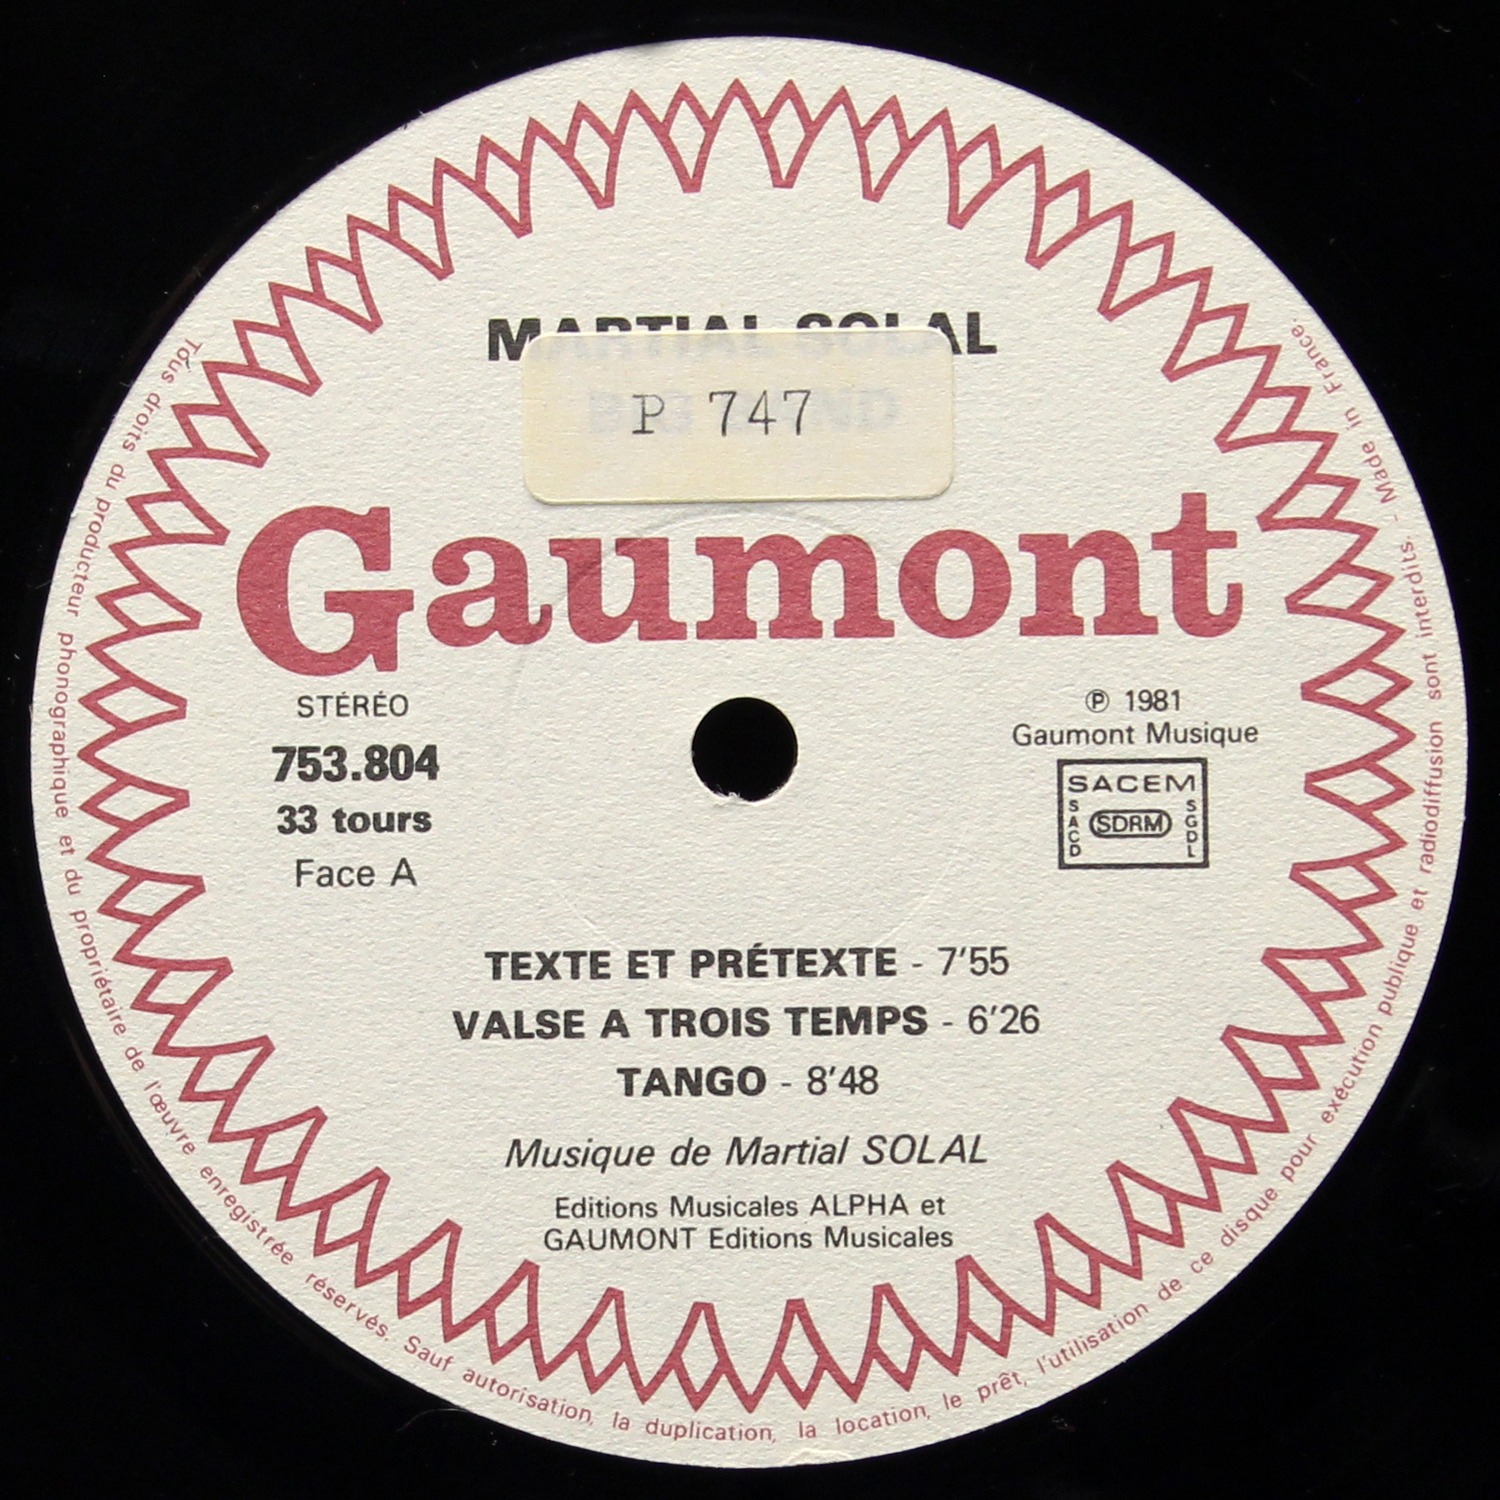 MARTIAL SOLAL
BIG BAND
P 747
Gaumont
STÉRÉO
753.804
33 tours
Face A
℗ 1981
Gaumont Musique
SACEM
SACD
SDRM
SGDL
TEXTE ET PRÉTEXTE - 7'55
VALSE A TROIS TEMPS - 6'26
TANGO - 8'48
Musique de Martial SOLAL
Editions Musicales ALPHA et
GAUMONT Editions Musicales
Tous droits du producteur phonographique et du propriétaire de l'œuvre enregistrée réservés. Sauf autorisation, la duplication, la location, le prêt, l'utilisation de ce disque pour exécution publique et radiodiffusion sont interdits. - Made in France.